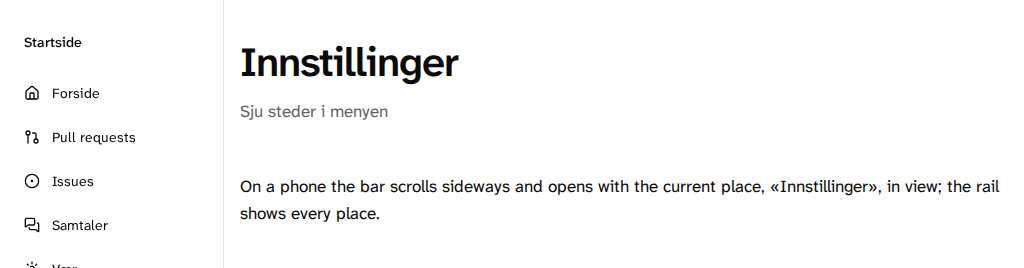 Startside
Forside
Pull requests
Issues
Samtaler
Innstillinger
Sju steder i menyen
On a phone the bar scrolls sideways and opens with the current place, «Innstillinger», in view; the rail
shows every place.